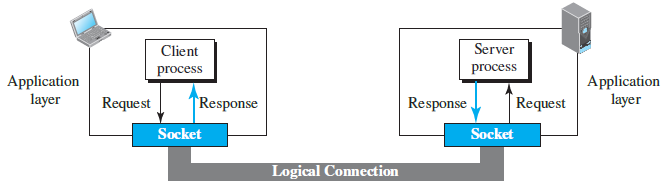 Client
process
Application
layer
Request
Response
Socket
Server
process
Application
layer
Response
Request
Socket
Logical Connection